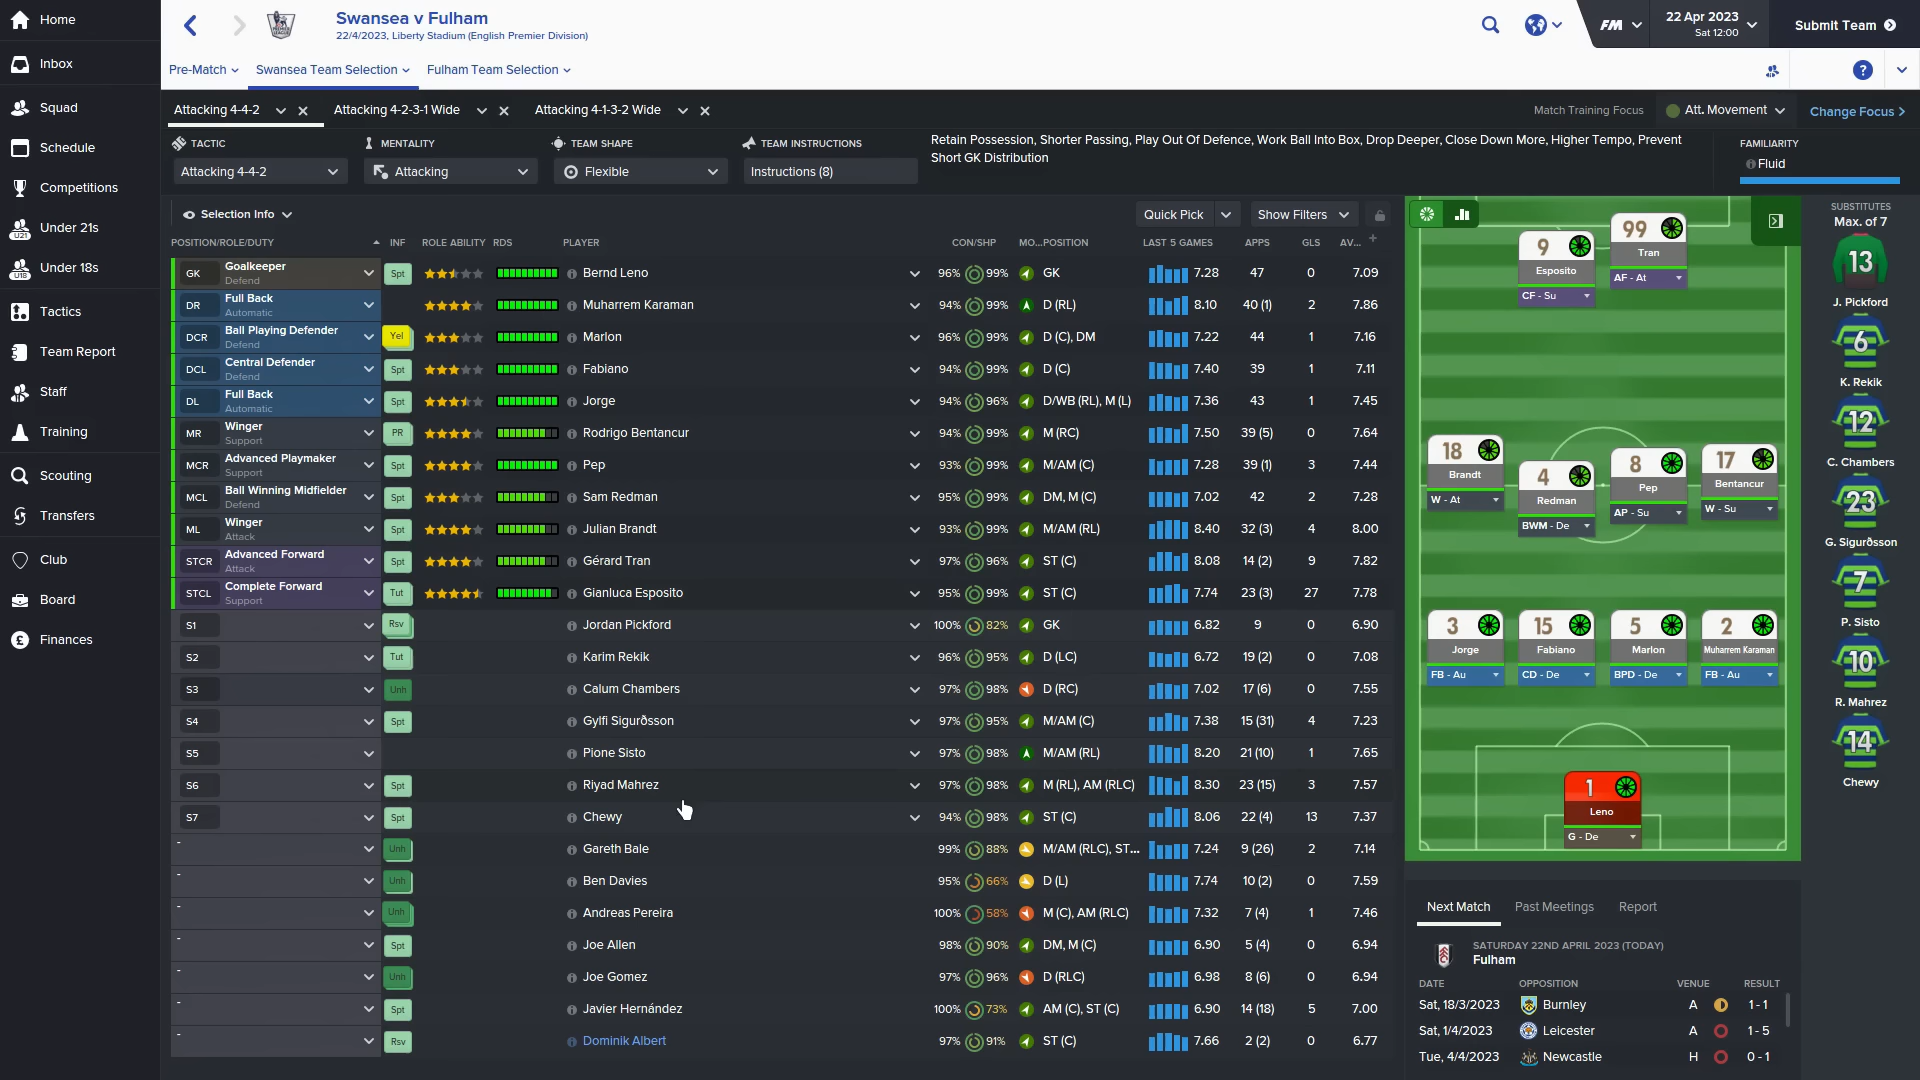 Home
Inbox
Squad
Schedule
Competitions
Under 21s
U21
Under 18s
U18
Tactics
Team Report
Staff
Training
Scouting
Transfers
Club
Board
Finances
Swansea v Fulham
22/4/2023, Liberty Stadium (English Premier Division)
FM
22 Apr 2023
Sat 12:00
Submit Team
Pre-Match
Swansea Team Selection
Fulham Team Selection
?
Attacking 4-4-2
Attacking 4-2-3-1 Wide
Attacking 4-1-3-2 Wide
Match Training Focus
Att. Movement
Change Focus >
TACTIC
MENTALITY
TEAM SHAPE
TEAM INSTRUCTIONS
Attacking 4-4-2
Attacking
Flexible
Instructions (8)
Retain Possession, Shorter Passing, Play Out Of Defence, Work Ball Into Box, Drop Deeper, Close Down More, Higher Tempo, Prevent
Short GK Distribution
FAMILIARITY
Fluid
Selection Info
Quick Pick
Show Filters
POSITION/ROLE/DUTY INF ROLE ABILITY RDS PLAYER CON/SHP MO...POSITION LAST 5 GAMES APPS GLS AV... +
GK Goalkeeper Defend Spt Bernd Leno 96% 99% GK 7.28 47 0 7.09
DR Full Back Automatic Muharrem Karaman 94% 99% D (RL) 8.10 40 (1) 2 7.86
DCR Ball Playing Defender Defend Yel Marlon 96% 99% D (C), DM 7.22 44 1 7.16
DCL Central Defender Defend Spt Fabiano 94% 99% D (C) 7.40 39 1 7.11
DL Full Back Automatic Spt Jorge 94% 96% D/WB (RL), M (L) 7.36 43 1 7.45
MR Winger Support PR Rodrigo Bentancur 94% 99% M (RC) 7.50 39 (5) 0 7.64
MCR Advanced Playmaker Support Spt Pep 93% 99% M/AM (C) 7.28 39 (1) 3 7.44
MCL Ball Winning Midfielder Defend Spt Sam Redman 95% 99% DM, M (C) 7.02 42 2 7.28
ML Winger Attack Spt Julian Brandt 93% 99% M/AM (RL) 8.40 32 (3) 4 8.00
STCR Advanced Forward Attack Spt Gérard Tran 97% 96% ST (C) 8.08 14 (2) 9 7.82
STCL Complete Forward Support Tut Gianluca Esposito 95% 99% ST (C) 7.74 23 (3) 27 7.78
S1 Rsv Jordan Pickford 100% 82% GK 6.82 9 0 6.90
S2 Tut Karim Rekik 96% 95% D (LC) 6.72 19 (2) 0 7.08
S3 Unh Calum Chambers 97% 98% D (RC) 7.02 17 (6) 0 7.55
S4 Spt Gylfi Sigurðsson 97% 95% M/AM (C) 7.38 15 (31) 4 7.23
S5 Pione Sisto 97% 98% M/AM (RL) 8.20 21 (10) 1 7.65
S6 Spt Riyad Mahrez 97% 98% M (RL), AM (RLC) 8.30 23 (15) 3 7.57
S7 Spt Chewy 94% 98% ST (C) 8.06 22 (4) 13 7.37
- Unh Gareth Bale 99% 88% M/AM (RLC), ST... 7.24 9 (26) 2 7.14
- Unh Ben Davies 95% 66% D (L) 7.74 10 (2) 0 7.59
- Unh Andreas Pereira 100% 58% M (C), AM (RLC) 7.32 7 (4) 1 7.46
- Spt Joe Allen 98% 90% DM, M (C) 6.90 5 (4) 0 6.94
- Unh Joe Gomez 97% 96% D (RLC) 6.98 8 (6) 0 6.94
- Spt Javier Hernández 100% 73% AM (C), ST (C) 6.90 14 (18) 5 7.00
- Rsv Dominik Albert 97% 91% ST (C) 7.66 2 (2) 0 6.77
9
Esposito
CF - Su
99
Tran
AF - At
18
Brandt
W - At
4
Redman
BWM - De
8
Pep
AP - Su
17
Bentancur
W - Su
3
Jorge
FB - Au
15
Fabiano
CD - De
5
Marlon
BPD - De
2
Muharrem Karaman
FB - Au
1
Leno
G - De
SUBSTITUTES
Max. of 7
13
J. Pickford
6
K. Rekik
12
C. Chambers
23
G. Sigurðsson
7
P. Sisto
10
R. Mahrez
14
Chewy
Next Match
Past Meetings
Report
SATURDAY 22ND APRIL 2023 (TODAY)
Fulham
DATE OPPOSITION VENUE RESULT
Sat, 18/3/2023 Burnley A 1 - 1
Sat, 1/4/2023 Leicester A 1 - 5
Tue, 4/4/2023 Newcastle H 0 - 1